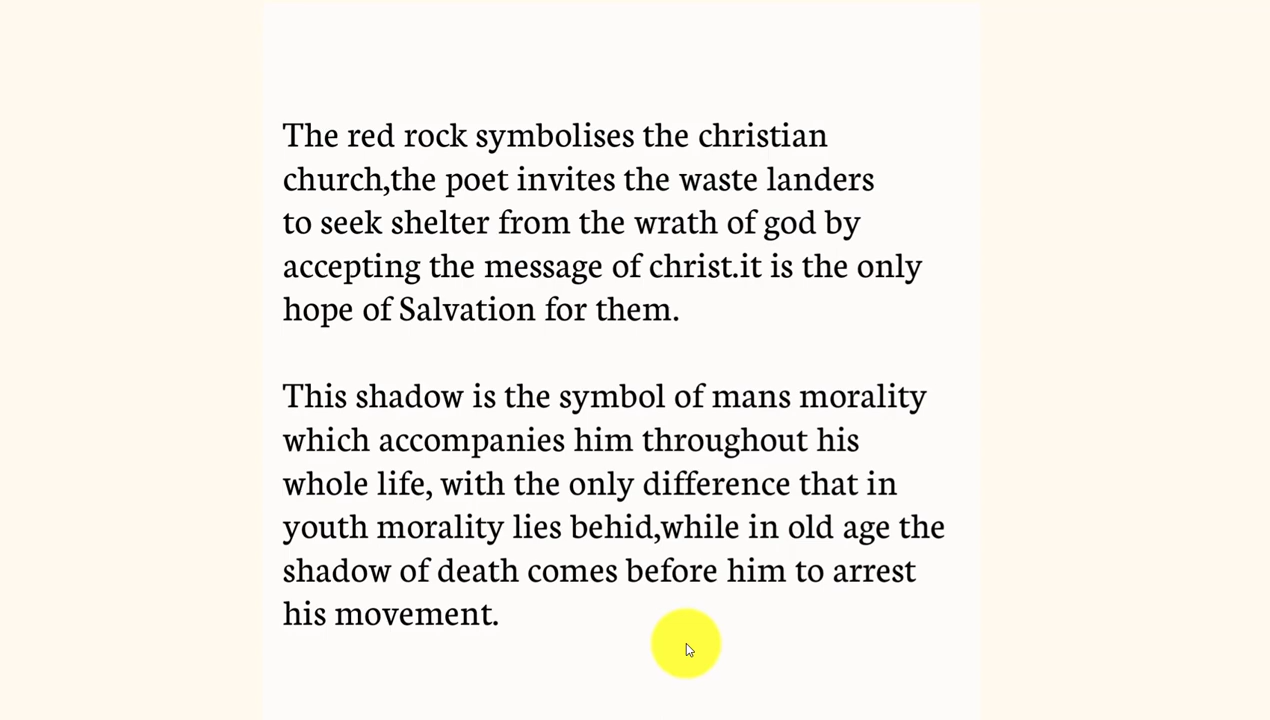 The red rock symbolises the christian
church,the poet invites the waste landers
to seek shelter from the wrath of god by
accepting the message of christ.it is the only
hope of Salvation for them.
This shadow is the symbol of mans morality
which accompanies him throughout his
whole life, with the only difference that in
youth morality lies behid,while in old age the
shadow of death comes before him to arrest
his movement.